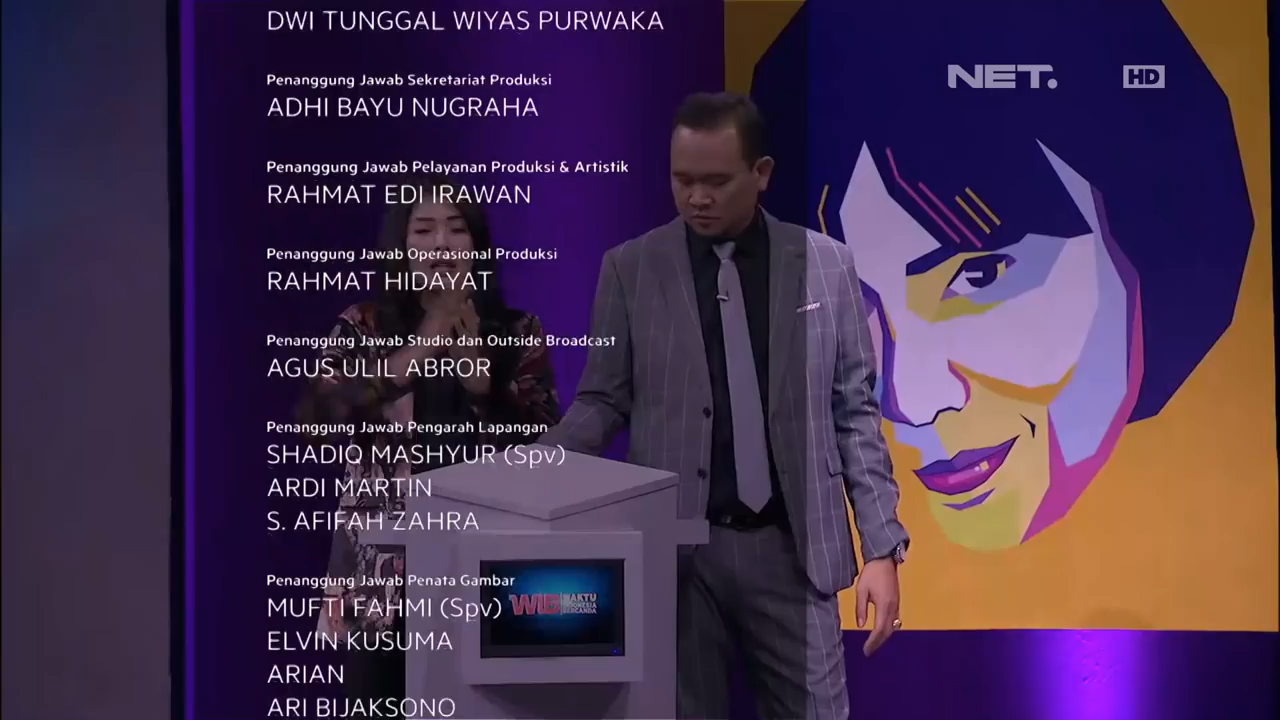 DWI TUNGGAL WIYAS PURWAKA
NET. HD
Penanggung Jawab Sekretariat Produksi
ADHI BAYU NUGRAHA
Penanggung Jawab Pelayanan Produksi & Artistik
RAHMAT EDI IRAWAN
Penanggung Jawab Operasional Produksi
RAHMAT HIDAYAT
Penanggung Jawab Studio dan Outside Broadcast
AGUS ULIL ABROR
Penanggung Jawab Pengarah Lapangan
SHADIQ MASHYUR (Spv)
ARDI MARTIN
S. AFIFAH ZAHRA
Penanggung Jawab Penata Gambar
MUFTI FAHMI (Spv)
ELVIN KUSUMA
ARIAN
ARI BIJAKSONO
WIB
WAKTU
INDONESIA
BERCANDA